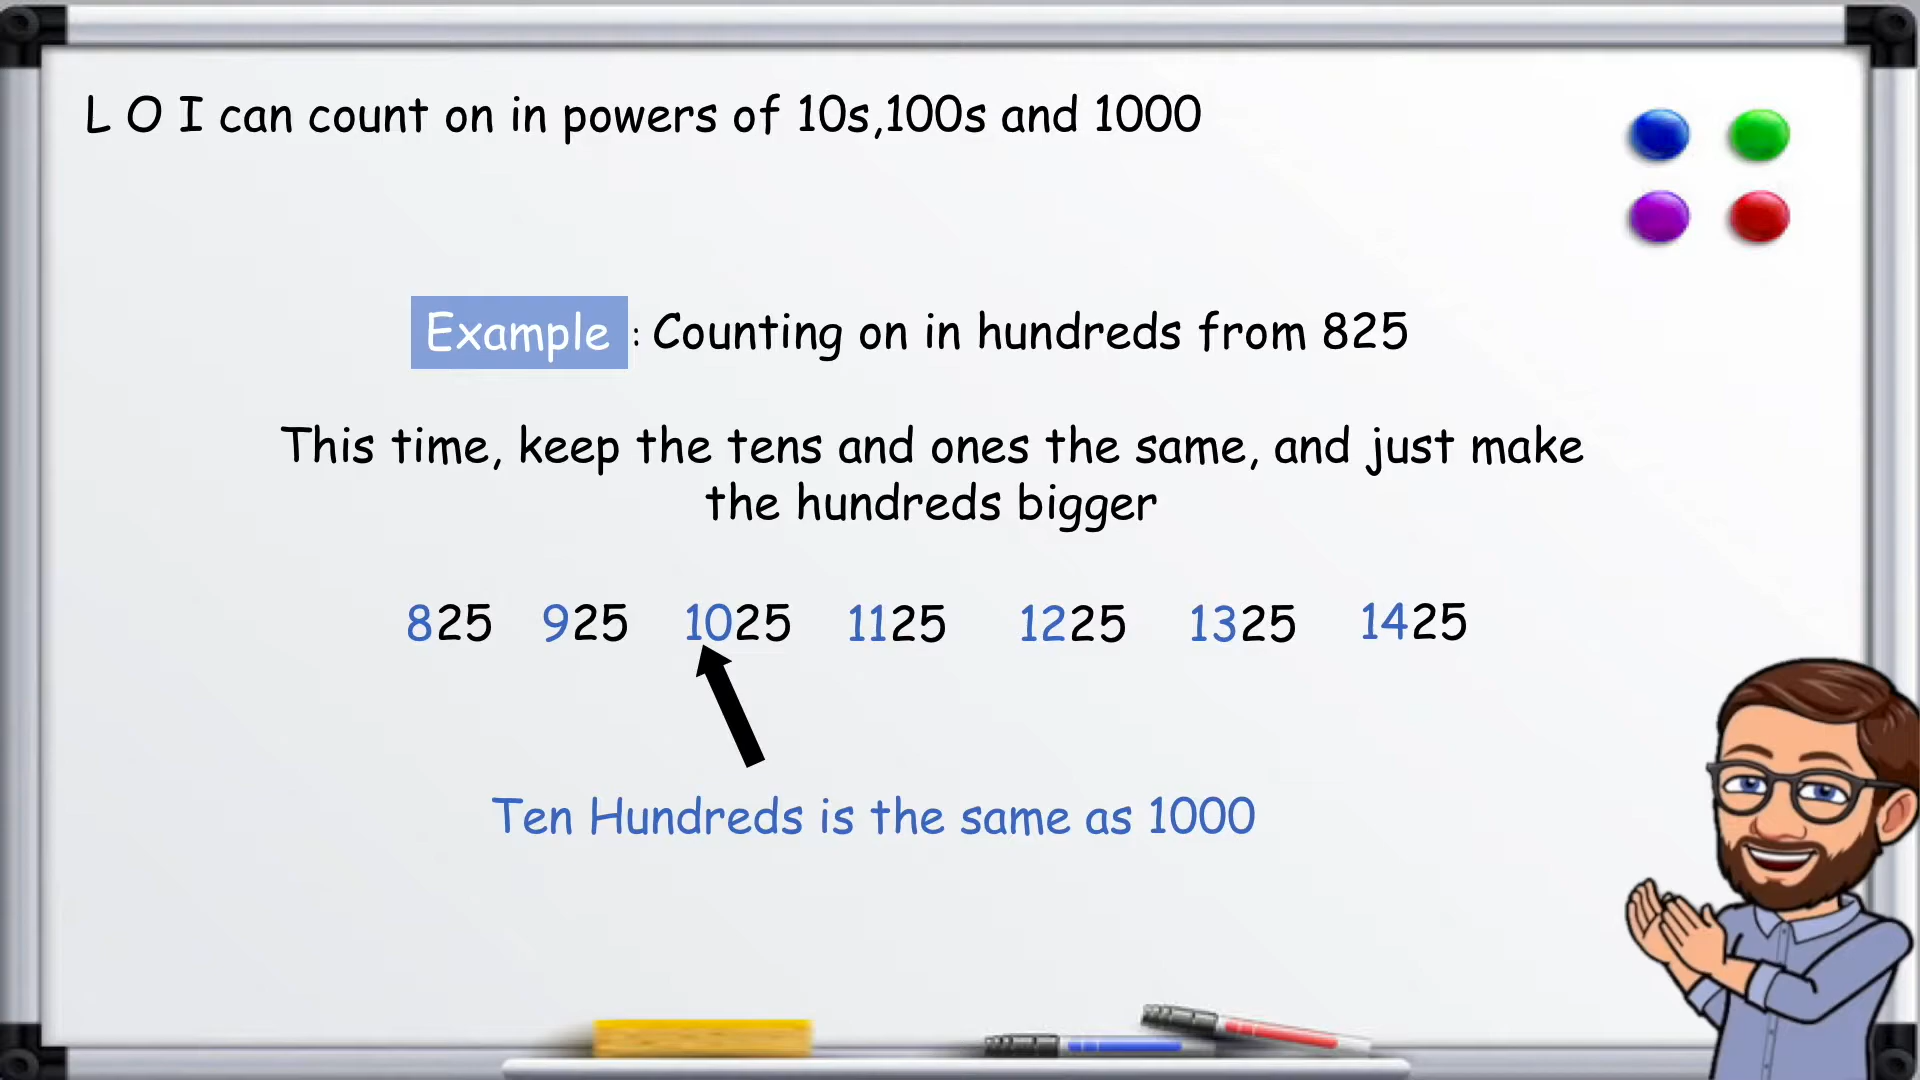 L O I can count on in powers of 10s,100s and 1000
Example : Counting on in hundreds from 825
This time, keep the tens and ones the same, and just make
the hundreds bigger
825 925 1025 1125 1225 1325 1425
Ten Hundreds is the same as 1000